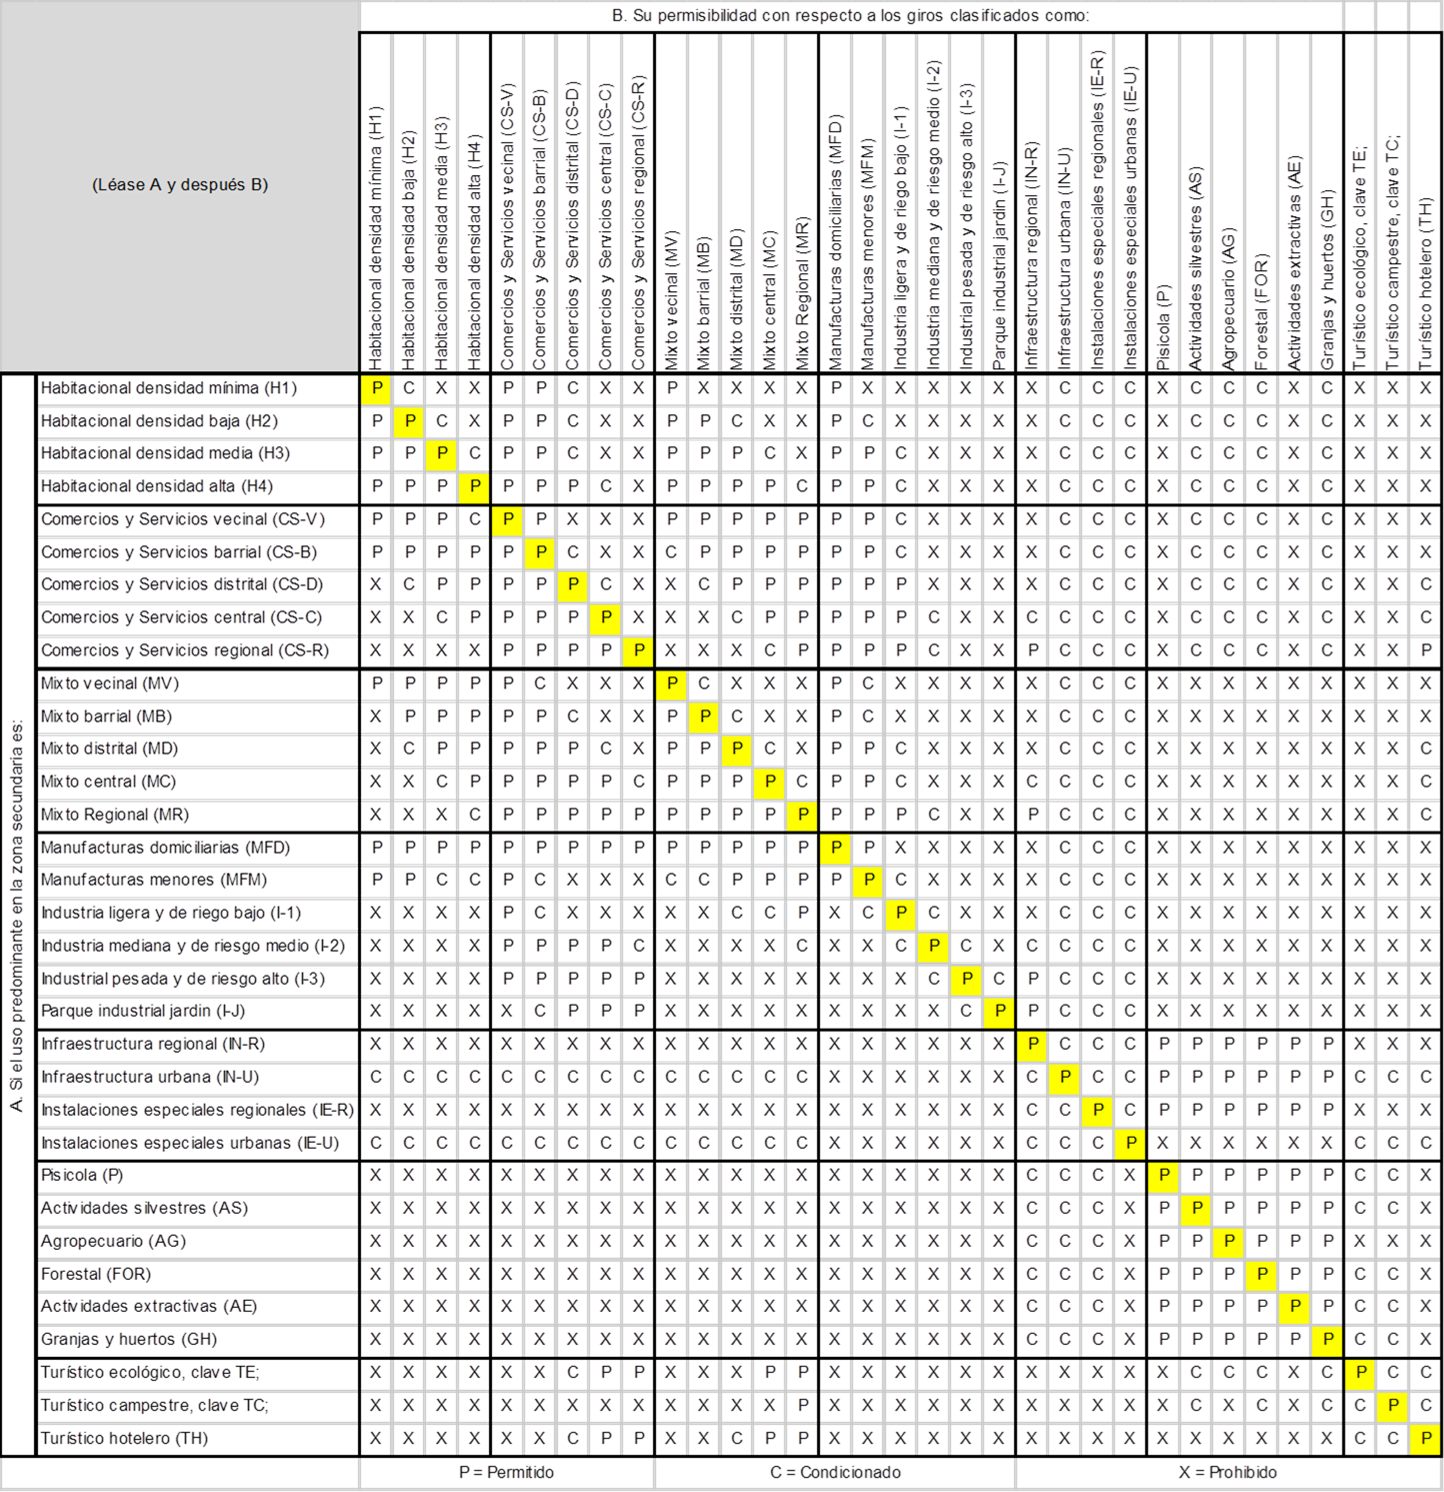 B. Su permisibilidad con respecto a los giros clasificados como:
(Léase A y después B)
Habitacional densidad mínima (H1)
Habitacional densidad baja (H2)
Habitacional densidad media (H3)
Habitacional densidad alta (H4)
Comercios y Servicios vecinal (CS-V)
Comercios y Servicios barrial (CS-B)
Comercios y Servicios distrital (CS-D)
Comercios y Servicios central (CS-C)
Comercios y Servicios regional (CS-R)
Mixto vecinal (MV)
Mixto barrial (MB)
Mixto distrital (MD)
Mixto central (MC)
Mixto Regional (MR)
Manufacturas domiciliarias (MFD)
Manufacturas menores (MFM)
Industria ligera y de riego bajo (I-1)
Industria mediana y de riesgo medio (I-2)
Industrial pesada y de riesgo alto (I-3)
Parque industrial jardin (I-J)
Infraestructura regional (IN-R)
Infraestructura urbana (IN-U)
Instalaciones especiales regionales (IE-R)
Instalaciones especiales urbanas (IE-U)
Pisicola (P)
Actividades silvestres (AS)
Agropecuario (AG)
Forestal (FOR)
Actividades extractivas (AE)
Granjas y huertos (GH)
Turístico ecológico, clave TE;
Turístico campestre, clave TC;
Turístico hotelero (TH)
A. Si el uso predominante en la zona secundaria es:
Habitacional densidad mínima (H1) P C X X P P C X X P X X X X P X X X X X X C C C X C C C X C X X X
Habitacional densidad baja (H2) P P C X P P C X X P P C X X P C X X X X X C C C X C C C X C X X X
Habitacional densidad media (H3) P P P C P P C X X P P P C X P P C X X X X C C C X C C C X C X X X
Habitacional densidad alta (H4) P P P P P P P C X P P P P C P P C X X X X C C C X C C C X C X X X
Comercios y Servicios vecinal (CS-V) P P P C P P X X X P P P P P P P C X X X X C C C X C C C X C X X X
Comercios y Servicios barrial (CS-B) P P P P P P C X X C P P P P P P C X X X X C C C X C C C X C X X X
Comercios y Servicios distrital (CS-D) X C P P P P P C X X C P P P P P P X X X X C C C X C C C X C X X C
Comercios y Servicios central (CS-C) X X C P P P P P X X X C P P P P P C X X C C C C X C C C X C X X C
Comercios y Servicios regional (CS-R) X X X X P P P P P X X X C P P P P C X X P C C C X C C C X C X X P
Mixto vecinal (MV) P P P P P C X X X P C X X X P C X X X X X C C C X X X X X X X X X
Mixto barrial (MB) X P P P P P C X X P P C X X P C X X X X X C C C X X X X X X X X X
Mixto distrital (MD) X C P P P P P C X P P P C X P P C X X X X C C C X X X X X X X X C
Mixto central (MC) X X C P P P P P C P P P P C P P C X X X C C C C X X X X X X X X C
Mixto Regional (MR) X X X C P P P P P P P P P P P P P C X X P C C C X X X X X X X X C
Manufacturas domiciliarias (MFD) P P P P P P P P P P P P P P P P X X X X X C C C X X X X X X X X X
Manufacturas menores (MFM) P P C C P C X X X C C P P P P P C X X X X C C C X X X X X X X X X
Industria ligera y de riego bajo (I-1) X X X X P C X X X X X C C P X C P C X X X C C C X X X X X X X X X
Industria mediana y de riesgo medio (I-2) X X X X P P P P C X X X X C X X C P C X C C C C X X X X X X X X X
Industrial pesada y de riesgo alto (I-3) X X X X P P P P P X X X X X X X X C P C P C C C X X X X X X X X X
Parque industrial jardin (I-J) X X X X X C P P P X X X X X X X X X C P P C C C X X X X X X X X X
Infraestructura regional (IN-R) X X X X X X X X X X X X X X X X X X X X P C C C P P P P P P X X X
Infraestructura urbana (IN-U) C C C C C C C C C C C C C C X X X X X X C P C C P P P P P P C C C
Instalaciones especiales regionales (IE-R) X X X X X X X X X X X X X X X X X X X X C C P C P P P P P P X X X
Instalaciones especiales urbanas (IE-U) C C C C C C C C C C C C C C X X X X X X C C C P X X X X X X C C C
Pisicola (P) X X X X X X X X X X X X X X X X X X X X C C C X P P P P P P C C X
Actividades silvestres (AS) X X X X X X X X X X X X X X X X X X X X C C C X P P P P P P C C X
Agropecuario (AG) X X X X X X X X X X X X X X X X X X X X C C C X P P P P P P X X X
Forestal (FOR) X X X X X X X X X X X X X X X X X X X X C C C X P P P P P P C C X
Actividades extractivas (AE) X X X X X X X X X X X X X X X X X X X X C C C X P P P P P P C C X
Granjas y huertos (GH) X X X X X X X X X X X X X X X X X X X X C C C X P P P P P P C C X
Turístico ecológico, clave TE; X X X X X X C P P X X X P P X X X X X X X X X X X C C C X C P C C
Turístico campestre, clave TC; X X X X X X X X X X X X X P X X X X X X X X X X X C X C X C C P C
Turístico hotelero (TH) X X X X X X C P P X X C P P X X X X X X X X X X X X X X X X C C P
P = Permitido C = Condicionado X = Prohibido